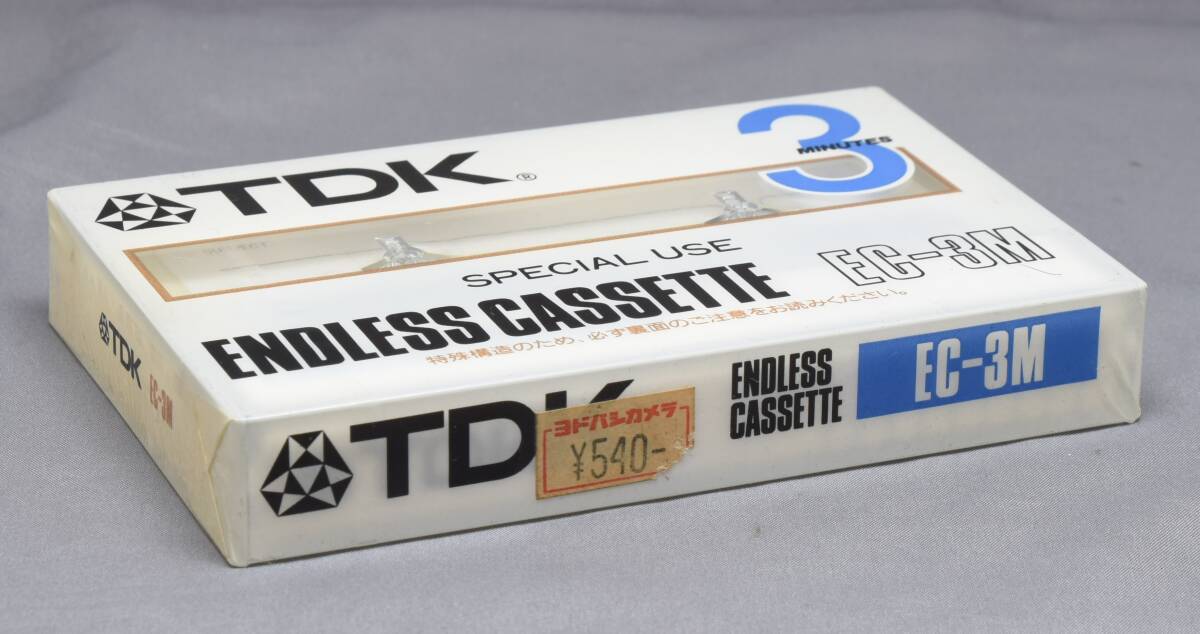 TDK®
3
MINUTES
SPECIAL USE
ENDLESS CASSETTE EC-3M
特殊構造のため、必ず裏面のご注意をお読みください。
TDK EC-3M
TDK
ヨドバシカメラ
¥540-
ENDLESS
CASSETTE
EC-3M